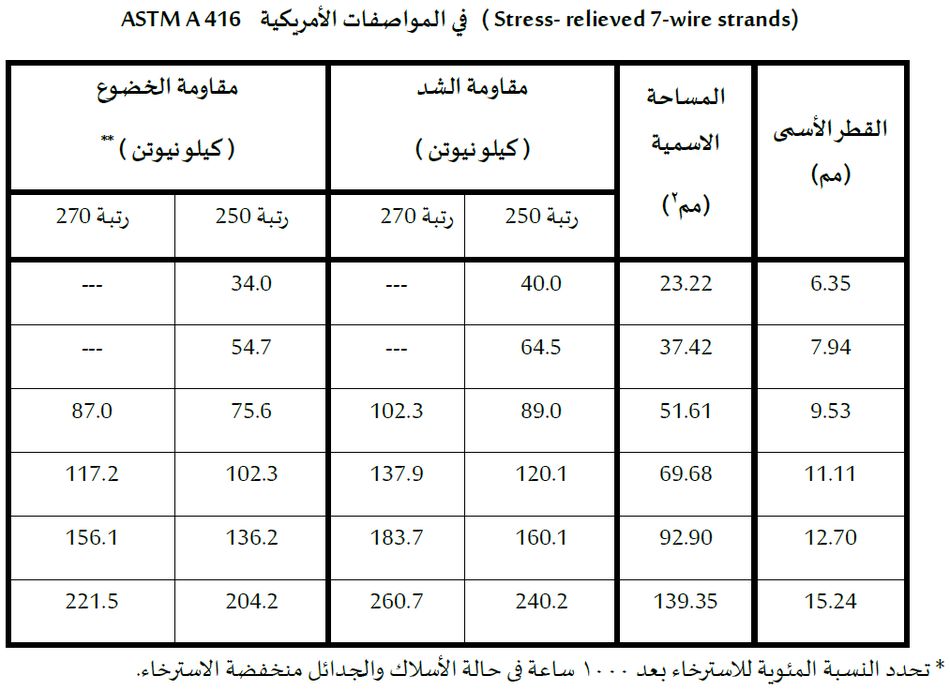 (Stress- relieved 7-wire strands) في المواصفات الأمريكية ASTM A 416
القطر الأسمى (مم) المساحة الاسمية (مم٢) مقاومة الشد (كيلو نيوتن) مقاومة الخضوع (كيلو نيوتن) **
رتبة 250 رتبة 270 رتبة 250 رتبة 270
6.35 23.22 40.0 --- 34.0 ---
7.94 37.42 64.5 --- 54.7 ---
9.53 51.61 89.0 102.3 75.6 87.0
11.11 69.68 120.1 137.9 102.3 117.2
12.70 92.90 160.1 183.7 136.2 156.1
15.24 139.35 240.2 260.7 204.2 221.5
* تحدد النسبة المئوية للاسترخاء بعد ١٠٠٠ ساعة فى حالة الأسلاك والجدائل منخفضة الاسترخاء.